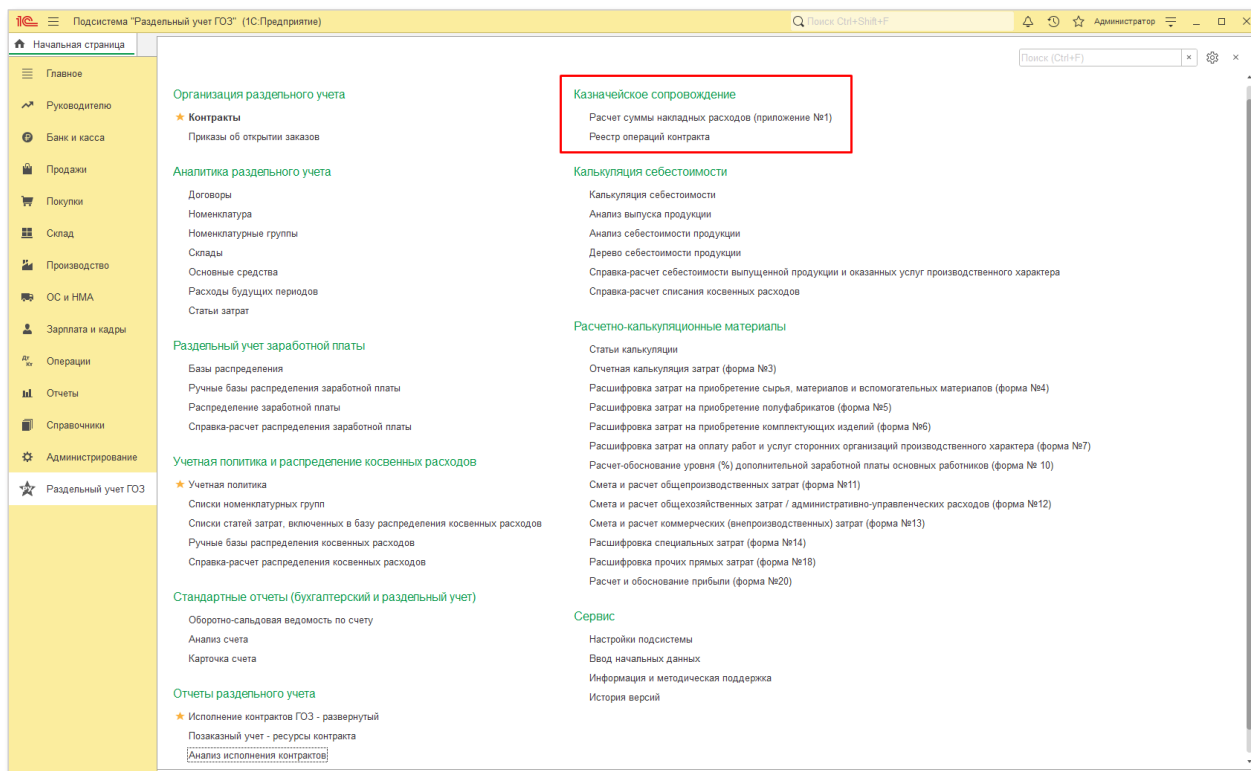 1С Подсистема "Раздельный учет ГОЗ" (1С:Предприятие) Поиск Ctrl+Shift+F Администратор
Начальная страница
Поиск (Ctrl+F)
Главное
Руководителю
Банк и касса
Продажи
Покупки
Склад
Производство
ОС и НМА
Зарплата и кадры
Дт Кт Операции
Отчеты
Справочники
Администрирование
Раздельный учет ГОЗ
Организация раздельного учета
Контракты
Приказы об открытии заказов
Аналитика раздельного учета
Договоры
Номенклатура
Номенклатурные группы
Склады
Основные средства
Расходы будущих периодов
Статьи затрат
Раздельный учет заработной платы
Базы распределения
Ручные базы распределения заработной платы
Распределение заработной платы
Справка-расчет распределения заработной платы
Учетная политика и распределение косвенных расходов
Учетная политика
Списки номенклатурных групп
Списки статей затрат, включенных в базу распределения косвенных расходов
Ручные базы распределения косвенных расходов
Справка-расчет распределения косвенных расходов
Стандартные отчеты (бухгалтерский и раздельный учет)
Оборотно-сальдовая ведомость по счету
Анализ счета
Карточка счета
Отчеты раздельного учета
Исполнение контрактов ГОЗ - развернутый
Позаказный учет - ресурсы контракта
Анализ исполнения контрактов
Казначейское сопровождение
Расчет суммы накладных расходов (приложение №1)
Реестр операций контракта
Калькуляция себестоимости
Калькуляция себестоимости
Анализ выпуска продукции
Анализ себестоимости продукции
Дерево себестоимости продукции
Справка-расчет себестоимости выпущенной продукции и оказанных услуг производственного характера
Справка-расчет списания косвенных расходов
Расчетно-калькуляционные материалы
Статьи калькуляции
Отчетная калькуляция затрат (форма №3)
Расшифровка затрат на приобретение сырья, материалов и вспомогательных материалов (форма №4)
Расшифровка затрат на приобретение полуфабрикатов (форма №5)
Расшифровка затрат на приобретение комплектующих изделий (форма №6)
Расшифровка затрат на оплату работ и услуг сторонних организаций производственного характера (форма №7)
Расчет-обоснование уровня (%) дополнительной заработной платы основных работников (форма № 10)
Смета и расчет общепроизводственных затрат (форма №11)
Смета и расчет общехозяйственных затрат / административно-управленческих расходов (форма №12)
Смета и расчет коммерческих (внепроизводственных) затрат (форма №13)
Расшифровка специальных затрат (форма №14)
Расшифровка прочих прямых затрат (форма №18)
Расчет и обоснование прибыли (форма №20)
Сервис
Настройки подсистемы
Ввод начальных данных
Информация и методическая поддержка
История версий